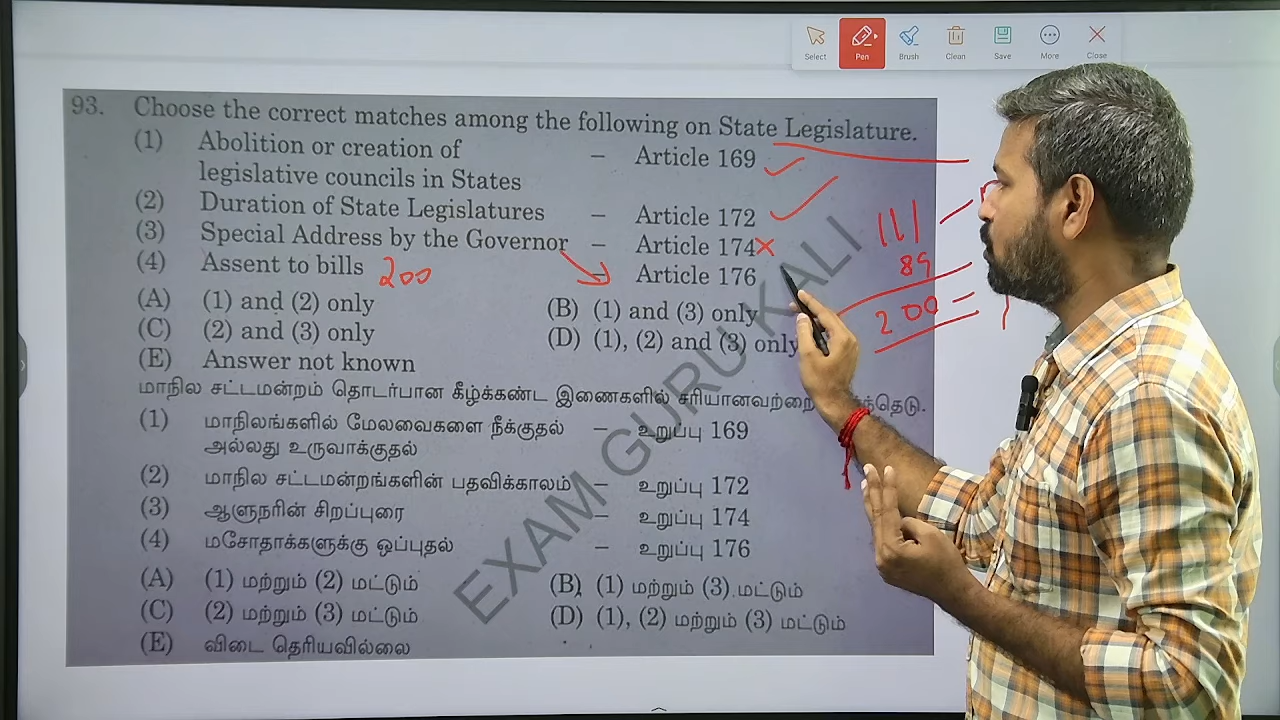 Select Pen Brush Clean Save More Close
93. Choose the correct matches among the following on State Legislature.
(1) Abolition or creation of – Article 169
legislative councils in States
(2) Duration of State Legislatures – Article 172
(3) Special Address by the Governor – Article 174 x
(4) Assent to bills 200 – Article 176
111
89
200
(A) (1) and (2) only (B) (1) and (3) only
(C) (2) and (3) only (D) (1), (2) and (3) only
(E) Answer not known
மாநில சட்டமன்றம் தொடர்பான கீழ்க்கண்ட இணைகளில் சரியானவற்றை
(1) மாநிலங்களில் மேலவைகளை நீக்குதல் – உறுப்பு 169
அல்லது உருவாக்குதல்
(2) மாநில சட்டமன்றங்களின் பதவிக்காலம் – உறுப்பு 172
(3) ஆளுநரின் சிறப்புரை – உறுப்பு 174
(4) மசோதாக்களுக்கு ஒப்புதல் – உறுப்பு 176
(A) (1) மற்றும் (2) மட்டும் (B) (1) மற்றும் (3) மட்டும்
(C) (2) மற்றும் (3) மட்டும் (D) (1), (2) மற்றும் (3) மட்டும்
(E) விடை தெரியவில்லை
EXAM GURU KALI